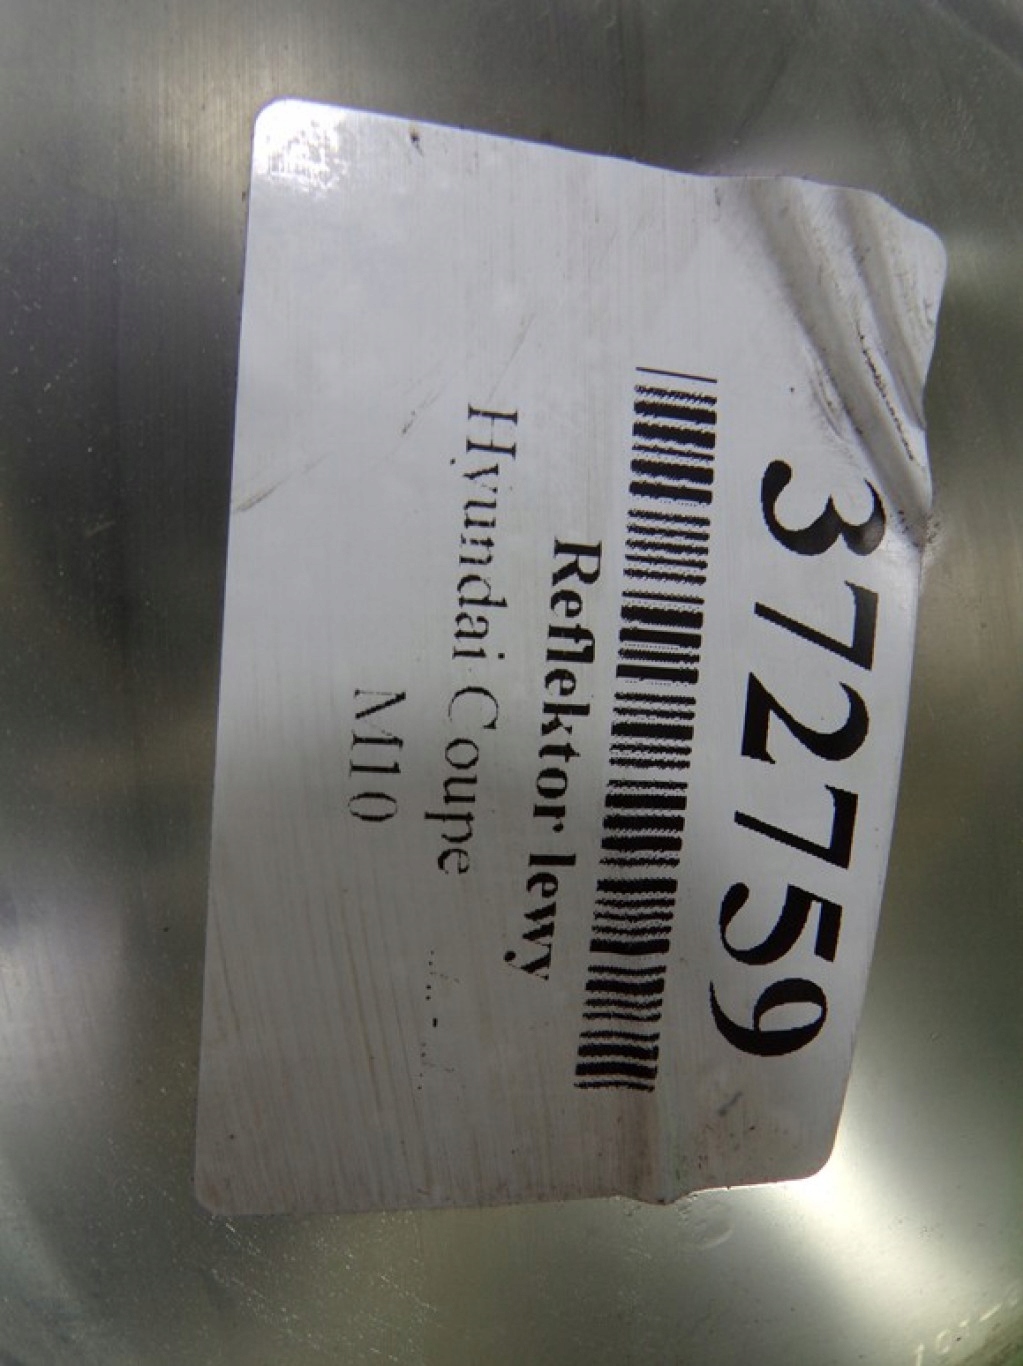 372759
Reflektor lewy
Hyundai Coupe
M10